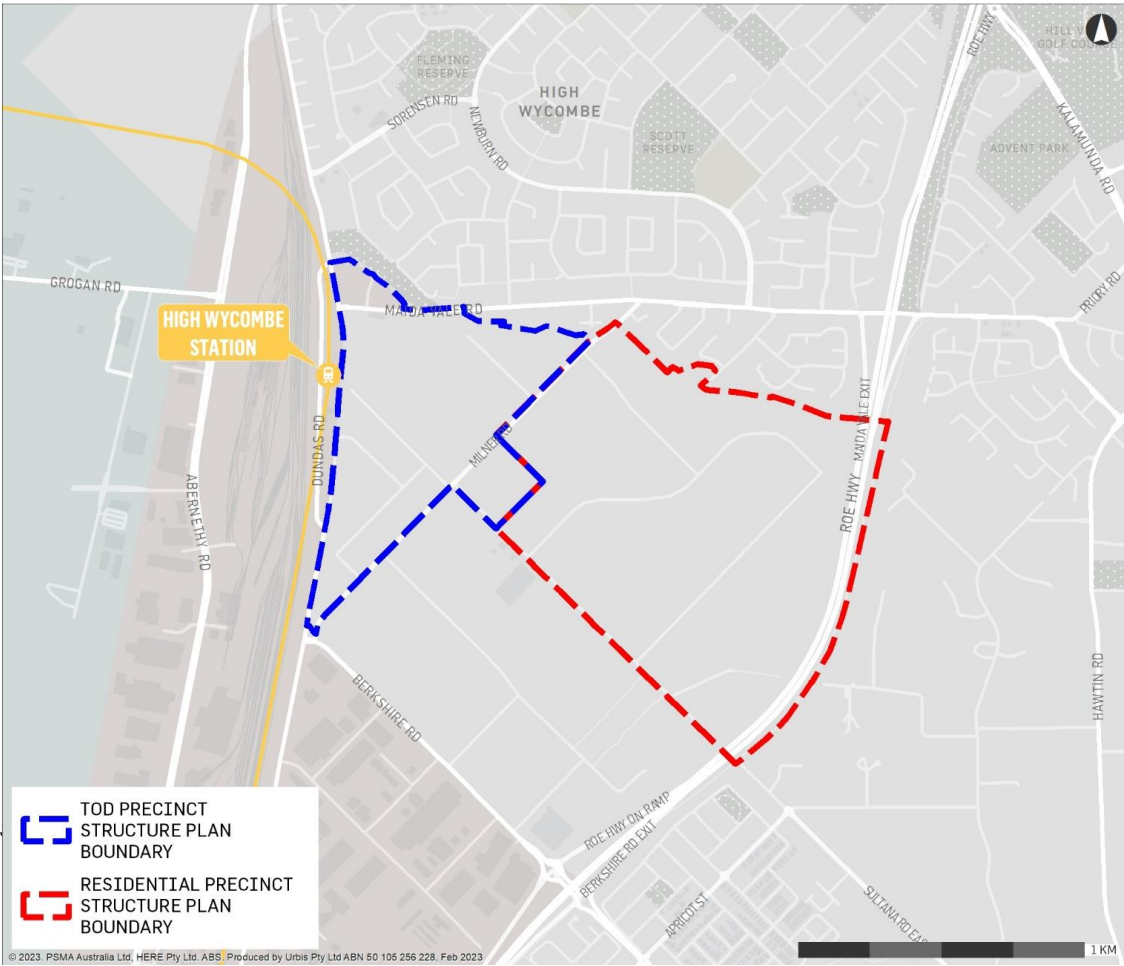 ROE HWY
HILL V
GOLF COU
FLEMING
RESERVE
HIGH
WYCOMBE
SORENSEN RD
NEWBURN RD
SCOTT
RESERVE
KALAMUNDA RD
ADVENT PARK
GROGAN RD
MAIDA VALE RD
PRIORY RD
HIGH WYCOMBE
STATION
DUNDAS RD
MILNER RD
MAIDA VALE EXIT
ROE HWY
ABERNETHY RD
HAWTIN RD
BERKSHIRE RD
ROE HWY ON RAMP
BERKSHIRE RD EXIT
APRICOT ST
SULTANA RD EAST
TOD PRECINCT
STRUCTURE PLAN
BOUNDARY
RESIDENTIAL PRECINCT
STRUCTURE PLAN
BOUNDARY
1 KM
© 2023. PSMA Australia Ltd, HERE Pty Ltd. ABS. Produced by Urbis Pty Ltd ABN 50 105 256 228, Feb 2023